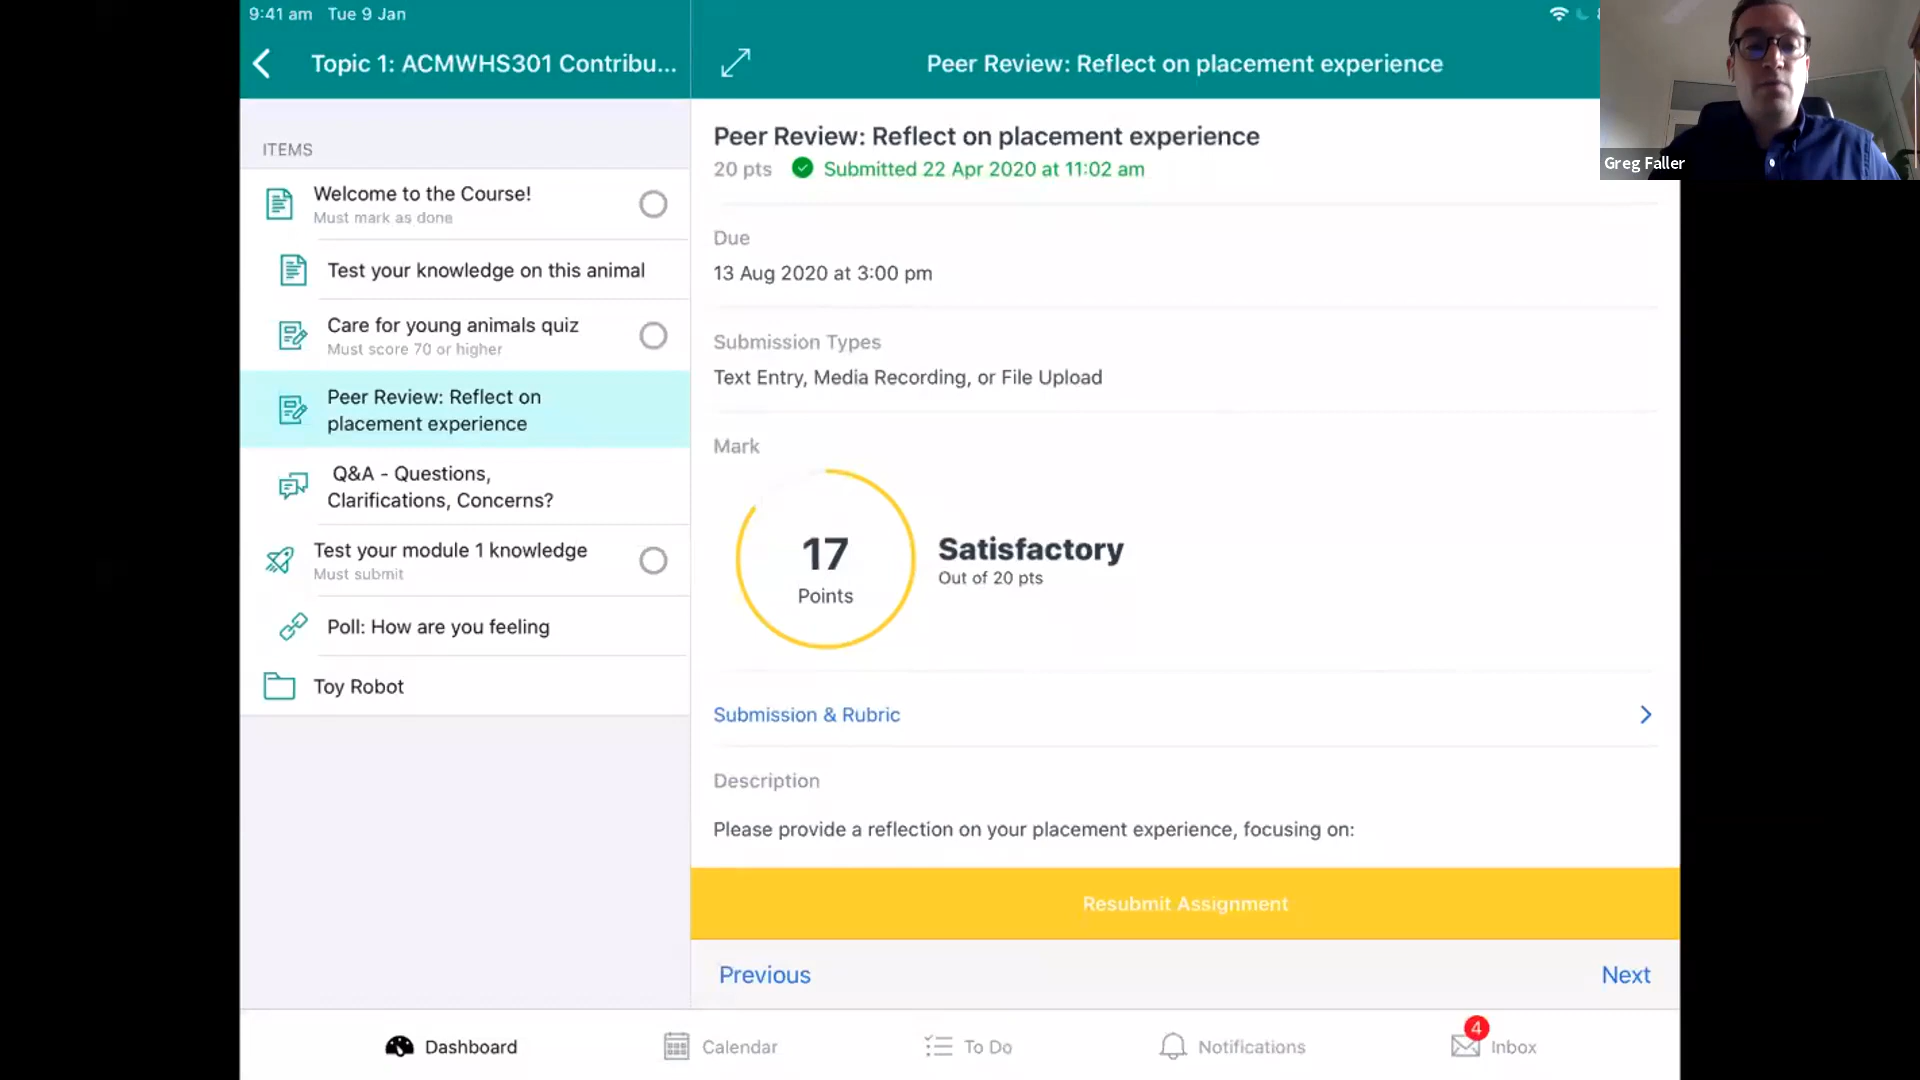 9:41 am Tue 9 Jan
Topic 1: ACMWHS301 Contribu...
Peer Review: Reflect on placement experience
Greg Faller
ITEMS
Welcome to the Course!
Must mark as done
Test your knowledge on this animal
Care for young animals quiz
Must score 70 or higher
Peer Review: Reflect on
placement experience
Q&A - Questions,
Clarifications, Concerns?
Test your module 1 knowledge
Must submit
Poll: How are you feeling
Toy Robot
Peer Review: Reflect on placement experience
20 pts Submitted 22 Apr 2020 at 11:02 am
Due
13 Aug 2020 at 3:00 pm
Submission Types
Text Entry, Media Recording, or File Upload
Mark
17
Points
Satisfactory
Out of 20 pts
Submission & Rubric
Description
Please provide a reflection on your placement experience, focusing on:
Resubmit Assignment
Previous
Next
Dashboard
Calendar
To Do
Notifications
4
Inbox